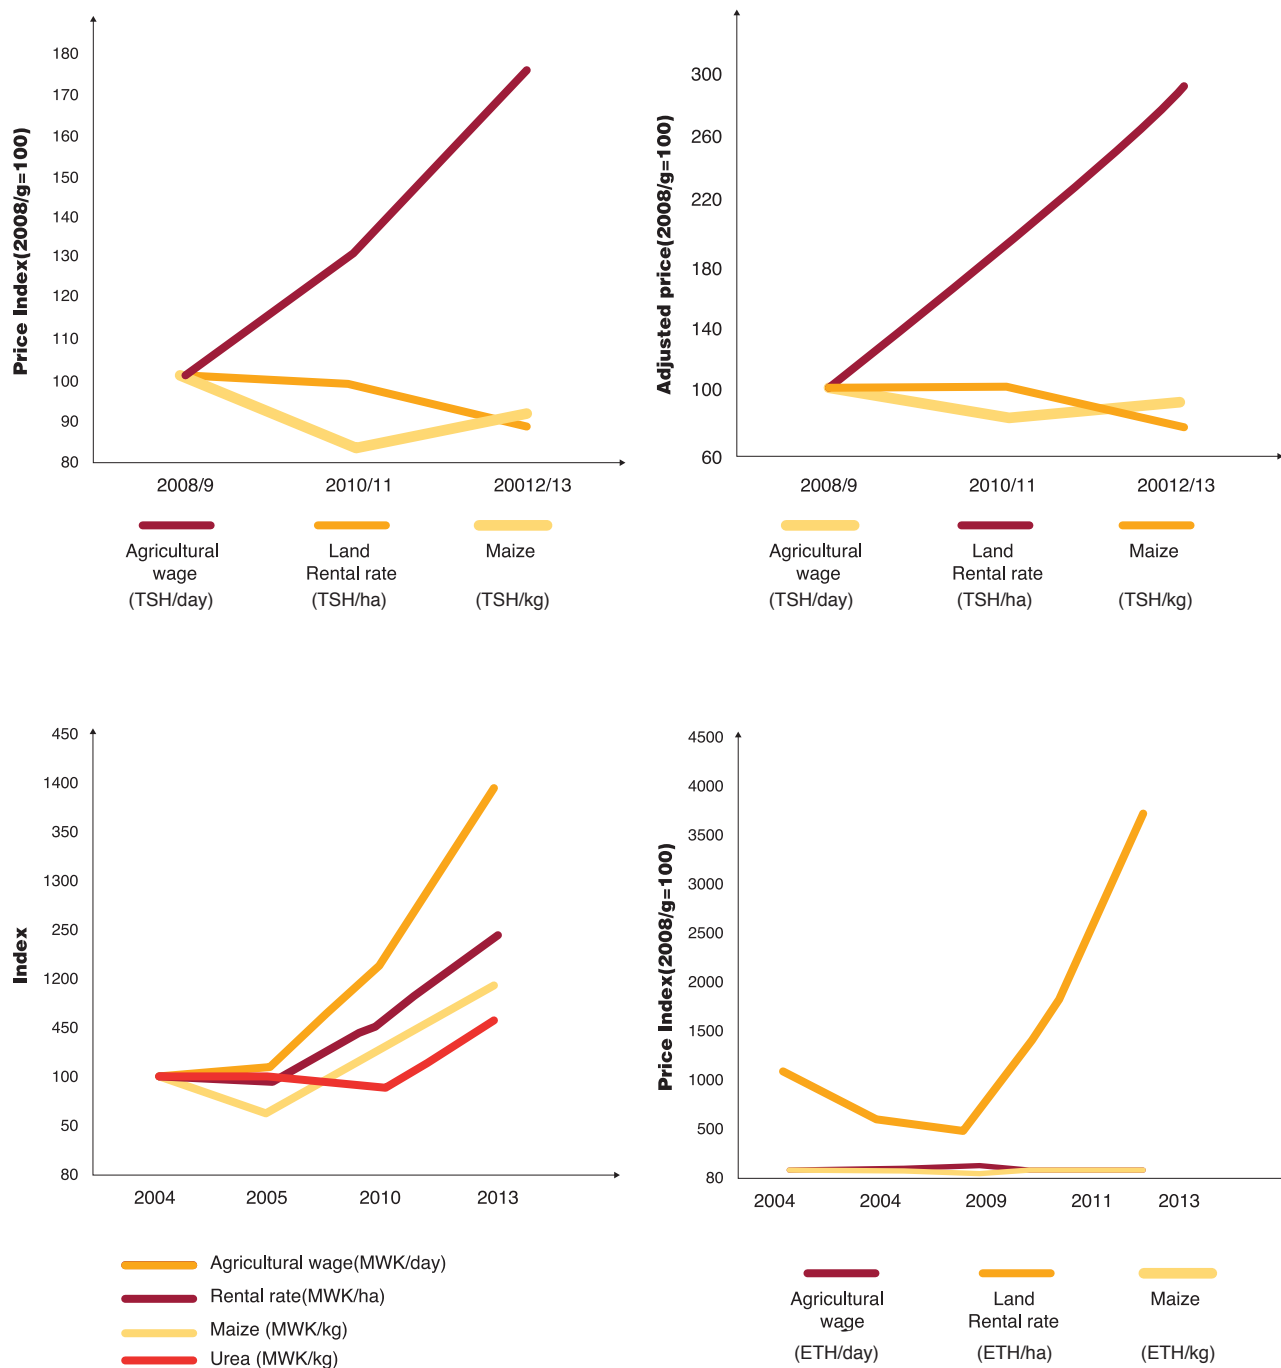 Price Index(2008/g=100)
180
170
160
150
140
130
120
110
100
90
80
2008/9
2010/11
20012/13
Agricultural
wage
(TSH/day)
Land
Rental rate
(TSH/ha)
Maize
(TSH/kg)
Adjusted price(2008/g=100)
300
260
220
180
140
100
60
2008/9
2010/11
20012/13
Agricultural
wage
(TSH/day)
Land
Rental rate
(TSH/ha)
Maize
(TSH/kg)
Index
450
1400
350
1300
250
1200
450
100
50
80
2004
2005
2010
2013
Agricultural wage(MWK/day)
Rental rate(MWK/ha)
Maize (MWK/kg)
Urea (MWK/kg)
Price Index(2008/g=100)
4500
4000
3500
3000
2500
2000
1500
1000
500
80
2004
2004
2009
2011
2013
Agricultural
wage
(ETH/day)
Land
Rental rate
(ETH/ha)
Maize
(ETH/kg)